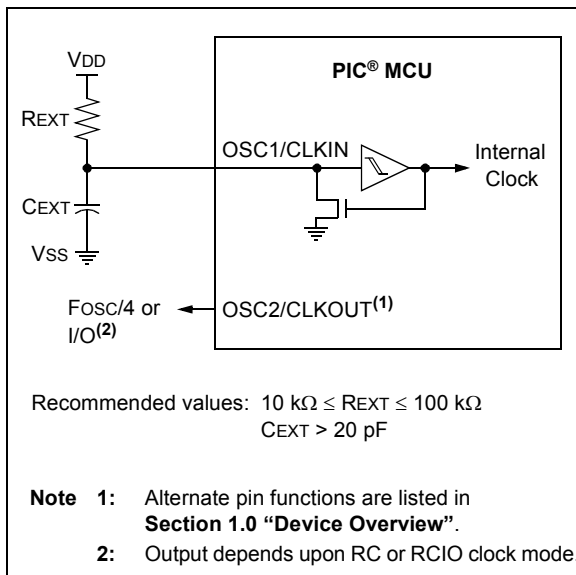 VDD
PIC® MCU
REXT
OSC1/CLKIN
Internal
Clock
CEXT
VSS
FOSC/4 or
I/O(2)
OSC2/CLKOUT(1)
Recommended values: 10 kΩ ≤ REXT ≤ 100 kΩ
CEXT > 20 pF
Note 1: Alternate pin functions are listed in
Section 1.0 “Device Overview”.
2: Output depends upon RC or RCIO clock mode.